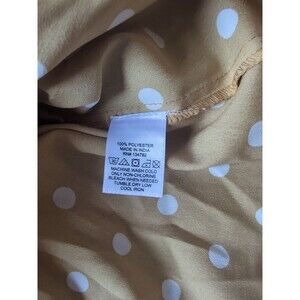 100% POLYESTER
MADE IN INDIA
RN# 134792
MACHINE WASH COLD
ONLY NON-CHLORINE
BLEACH WHEN NEEDED
TUMBLE DRY LOW
COOL IRON